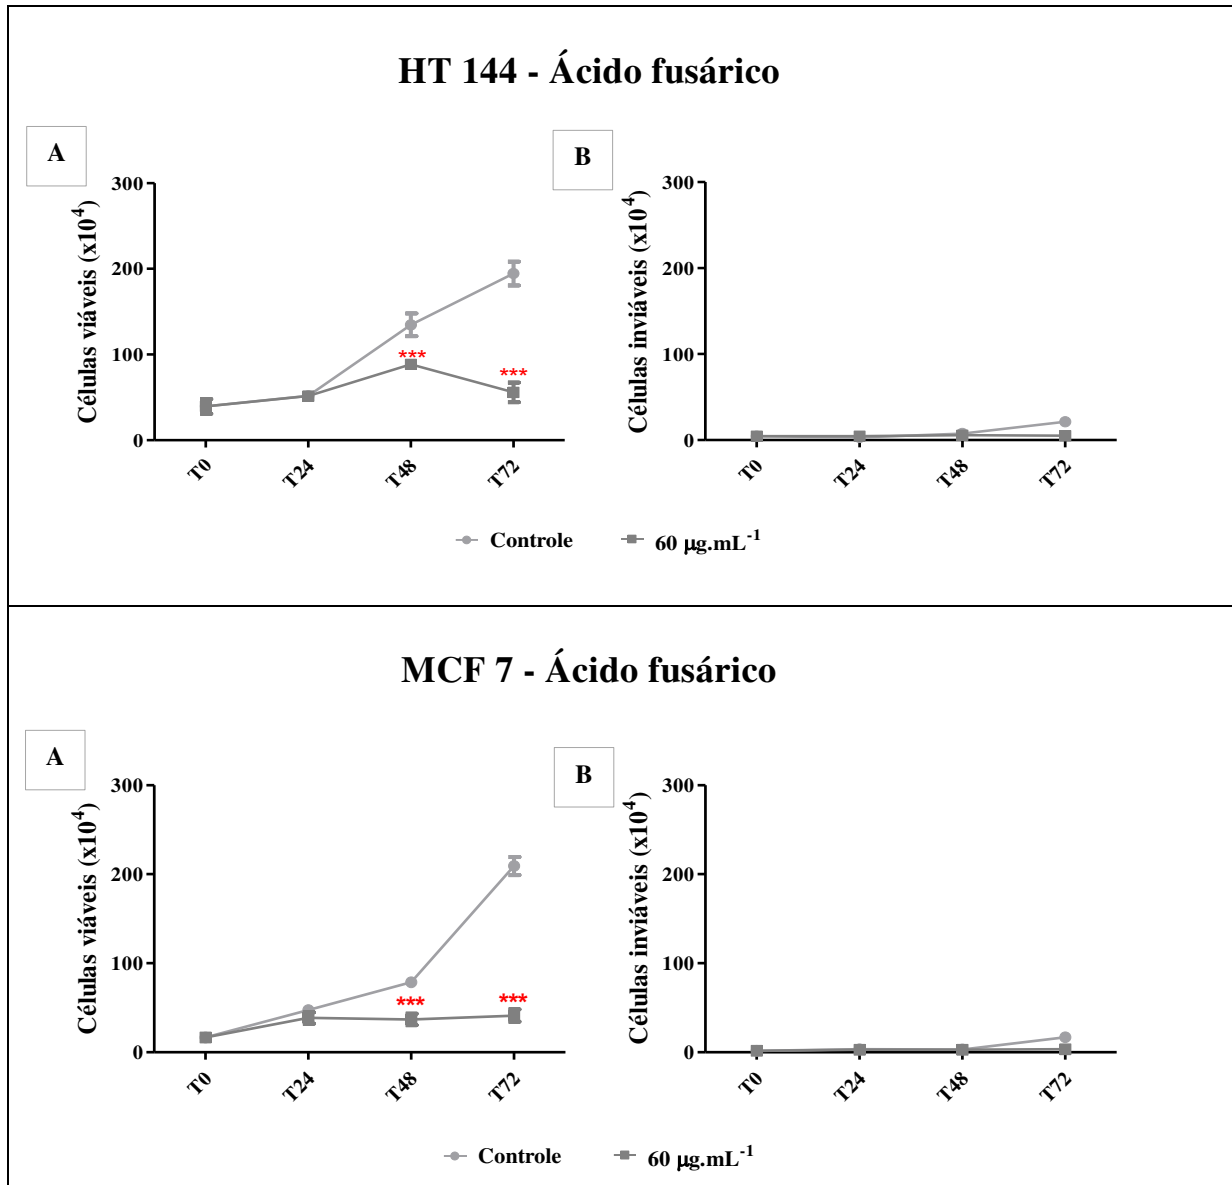 HT 144 - Ácido fusárico
A
Células viáveis (x10⁴)
300
200
100
0
***
***
T0
T24
T48
T72
B
Células inviáveis (x10⁴)
300
200
100
0
T0
T24
T48
T72
Controle
60 µg.mL⁻¹
MCF 7 - Ácido fusárico
A
Células viáveis (x10⁴)
300
200
100
0
***
***
T0
T24
T48
T72
B
Células inviáveis (x10⁴)
300
200
100
0
T0
T24
T48
T72
Controle
60 µg.mL⁻¹